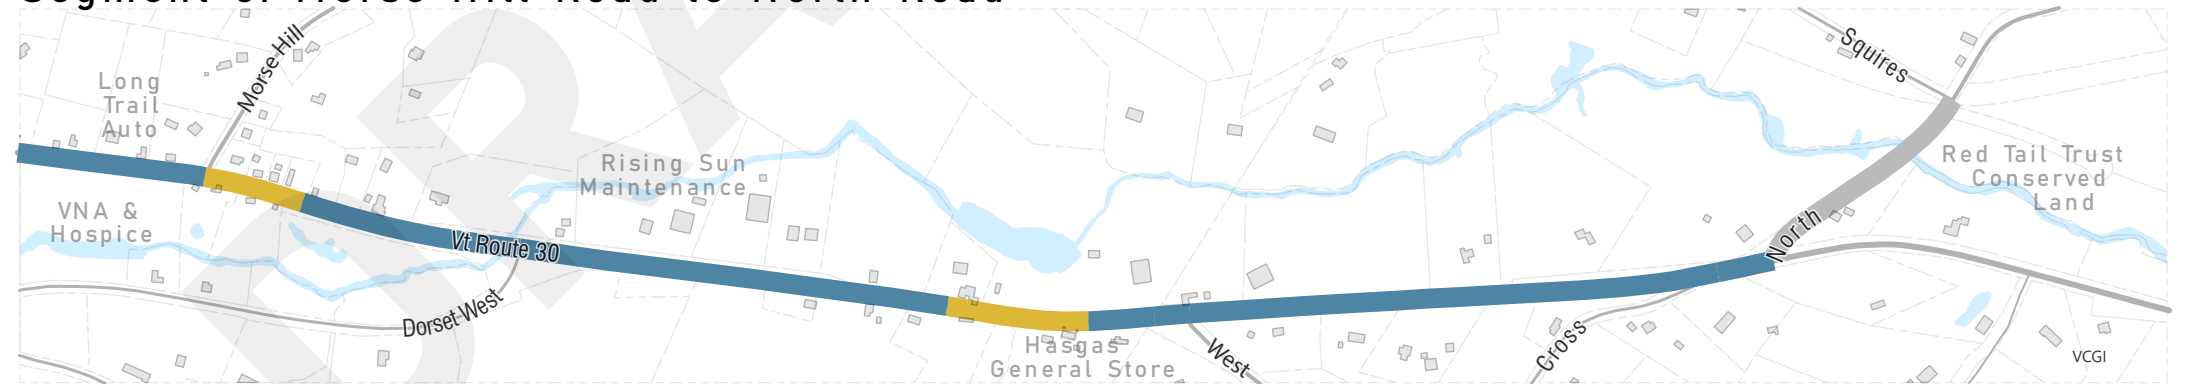 Segment of Morse Hill Road to North Road
Morse Hill
Squires
Long
Trail
Auto
Rising Sun
Maintenance
Red Tail Trust
Conserved
Land
VNA &
Hospice
Vt Route 30
North
Dorset West
Hasgas
General Store
West
Cross
VCGI
DRA